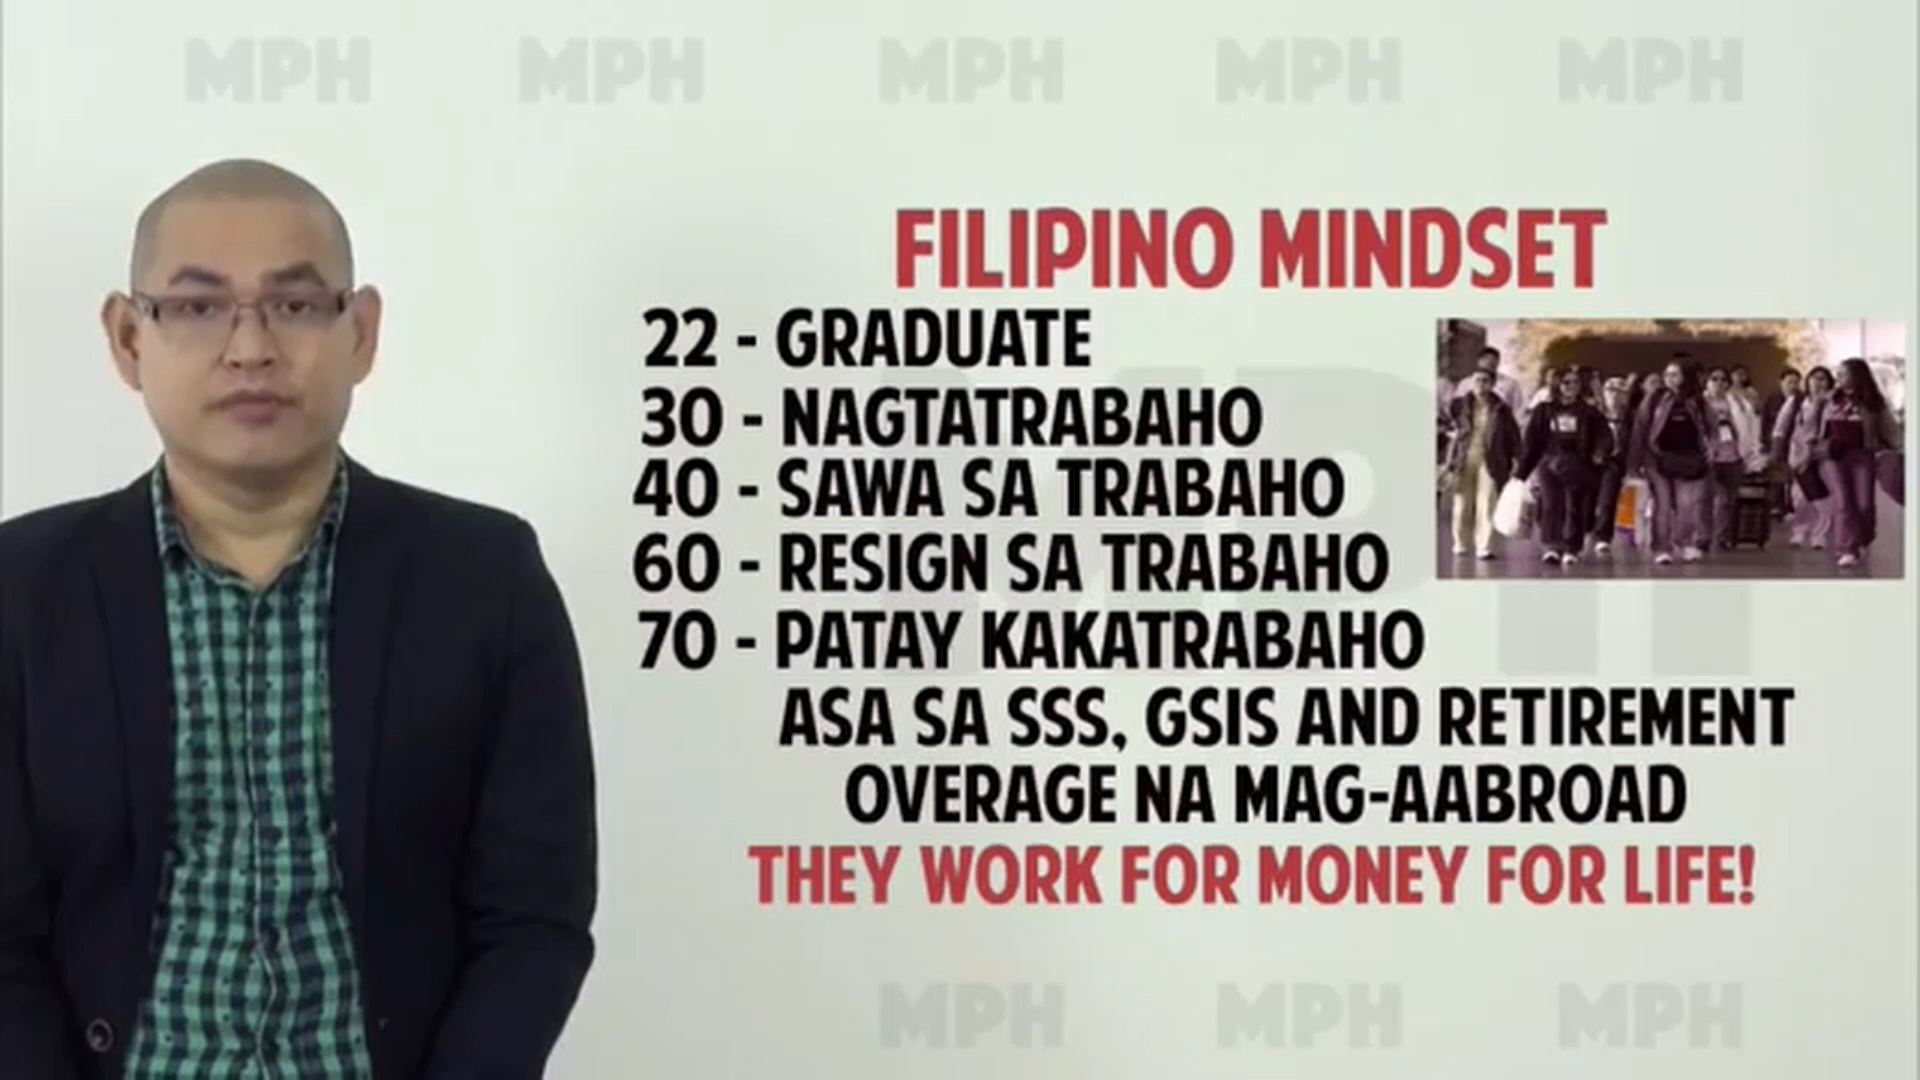 MPH MPH MPH MPH MPH
FILIPINO MINDSET
22 - GRADUATE
30 - NAGTATRABAHO
40 - SAWA SA TRABAHO
60 - RESIGN SA TRABAHO
70 - PATAY KAKATRABAHO
ASA SA SSS, GSIS AND RETIREMENT
OVERAGE NA MAG-AABROAD
THEY WORK FOR MONEY FOR LIFE!
MPH MPH MPH